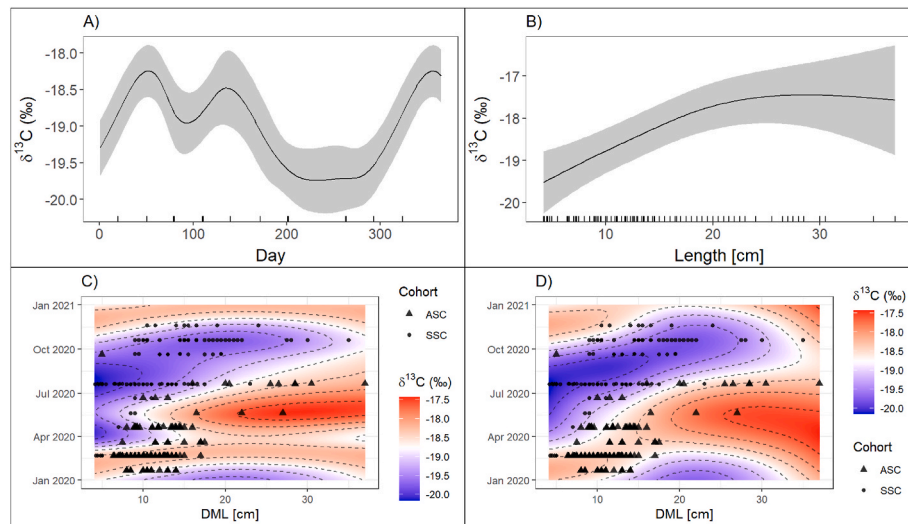 A)
δ13C (‰)
-18.0
-18.5
-19.0
-19.5
-20.0
0
100
200
300
Day
B)
δ13C (‰)
-17
-18
-19
-20
10
20
30
Length [cm]
C)
Jan 2021
Oct 2020
Jul 2020
Apr 2020
Jan 2020
10
20
30
DML [cm]
Cohort
ASC
SSC
δ13C (‰)
-17.5
-18.0
-18.5
-19.0
-19.5
-20.0
D)
Jan 2021
Oct 2020
Jul 2020
Apr 2020
Jan 2020
10
20
30
DML [cm]
δ13C (‰)
-17.5
-18.0
-18.5
-19.0
-19.5
-20.0
Cohort
ASC
SSC